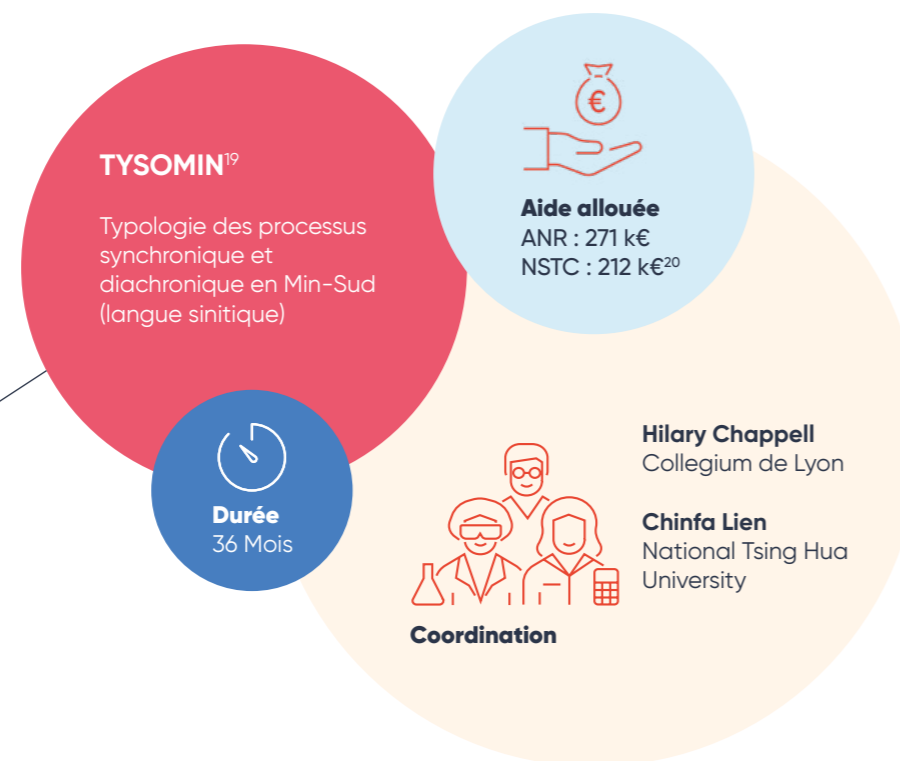 TYSOMIN19
Typologie des processus
synchronique et
diachronique en Min-Sud
(langue sinitique)
€
Aide allouée
ANR : 271 k€
NSTC : 212 k€20
Durée
36 Mois
Hilary Chappell
Collegium de Lyon
Chinfa Lien
National Tsing Hua
University
Coordination